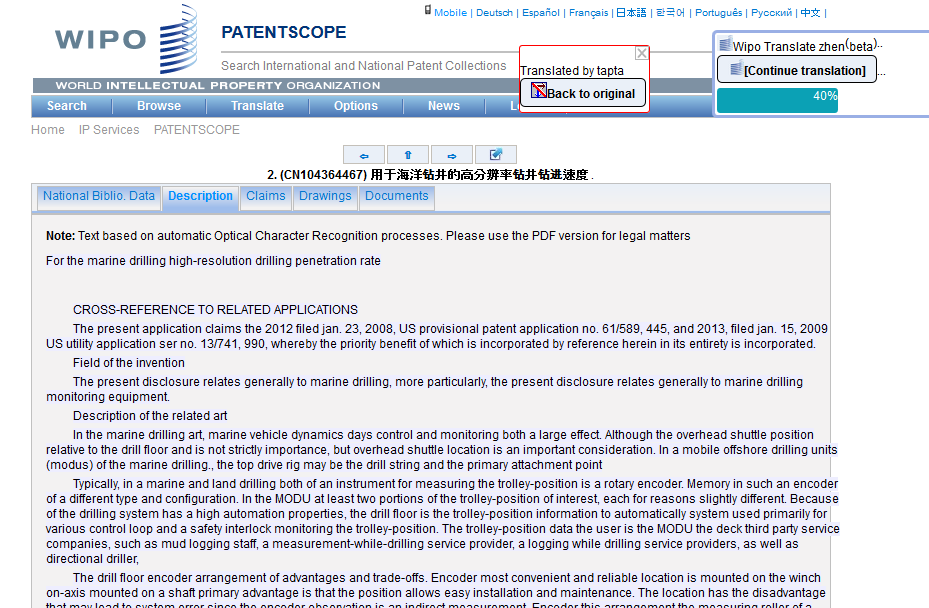 Mobile | Deutsch | Español | Français | 日本語 | 한국어 | Português | Русский | 中文 |
WIPO
PATENTSCOPE
Search International and National Patent Collections
WORLD INTELLECTUAL PROPERTY ORGANIZATION
Translated by tapta
Back to original
Wipo Translate zhen(beta)..
[Continue translation] ...
40%
Search Browse Translate Options News
Home IP Services PATENTSCOPE
2. (CN104364467) 用于海洋钻井的高分辨率钻井钻进速度 .
National Biblio. Data Description Claims Drawings Documents
Note: Text based on automatic Optical Character Recognition processes. Please use the PDF version for legal matters
For the marine drilling high-resolution drilling penetration rate
CROSS-REFERENCE TO RELATED APPLICATIONS
The present application claims the 2012 filed jan. 23, 2008, US provisional patent application no. 61/589, 445, and 2013, filed jan. 15, 2009
US utility application ser no. 13/741, 990, whereby the priority benefit of which is incorporated by reference herein in its entirety is incorporated.
Field of the invention
The present disclosure relates generally to marine drilling, more particularly, the present disclosure relates generally to marine drilling
monitoring equipment.
Description of the related art
In the marine drilling art, marine vehicle dynamics days control and monitoring both a large effect. Although the overhead shuttle position
relative to the drill floor and is not strictly importance, but overhead shuttle location is an important consideration. In a mobile offshore drilling units
(modus) of the marine drilling., the top drive rig may be the drill string and the primary attachment point
Typically, in a marine and land drilling both of an instrument for measuring the trolley-position is a rotary encoder. Memory in such an encoder
of a different type and configuration. In the MODU at least two portions of the trolley-position of interest, each for reasons slightly different. Because
of the drilling system has a high automation properties, the drill floor is the trolley-position information to automatically system used primarily for
various control loop and a safety interlock monitoring the trolley-position. The trolley-position data the user is the MODU the deck third party service
companies, such as mud logging staff, a measurement-while-drilling service provider, a logging while drilling service providers, as well as
directional driller,
The drill floor encoder arrangement of advantages and trade-offs. Encoder most convenient and reliable location is mounted on the winch
on-axis mounted on a shaft primary advantage is that the position allows easy installation and maintenance. The location has the disadvantage
that may lead to system error since the encoder observation is an indirect measurement. Encoder this arrangement the measuring roller of a